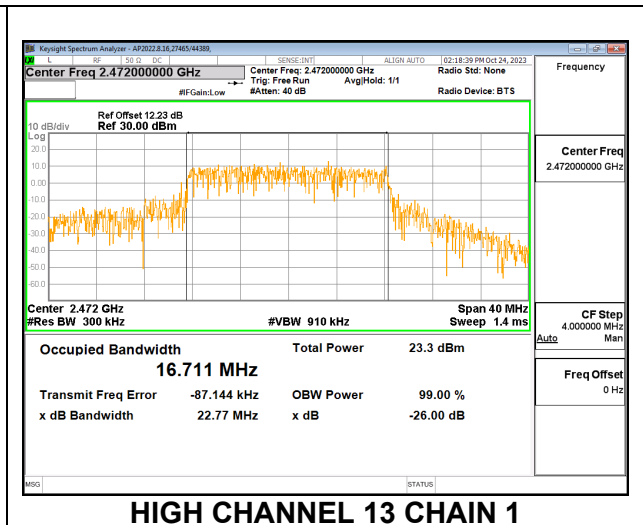 Keysight Spectrum Analyzer - AP2022.8.16,27465/44389,
L RF 50 Ω DC SENSE:INT ALIGN AUTO 02:18:39 PM Oct 24, 2023
Center Freq 2.472000000 GHz
Center Freq: 2.472000000 GHz
Radio Std: None
Trig: Free Run Avg|Hold: 1/1
#IFGain:Low #Atten: 40 dB Radio Device: BTS
Frequency
Ref Offset 12.23 dB
10 dB/div Ref 30.00 dBm
Log
20.0
10.0
0.00
-10.0
-20.0
-30.0
-40.0
-50.0
-60.0
Center 2.472 GHz Span 40 MHz
#Res BW 300 kHz #VBW 910 kHz Sweep 1.4 ms
Occupied Bandwidth Total Power 23.3 dBm
16.711 MHz
Transmit Freq Error -87.144 kHz OBW Power 99.00 %
x dB Bandwidth 22.77 MHz x dB -26.00 dB
Center Freq
2.472000000 GHz
CF Step
4.000000 MHz
Auto Man
Freq Offset
0 Hz
MSG STATUS
HIGH CHANNEL 13 CHAIN 1